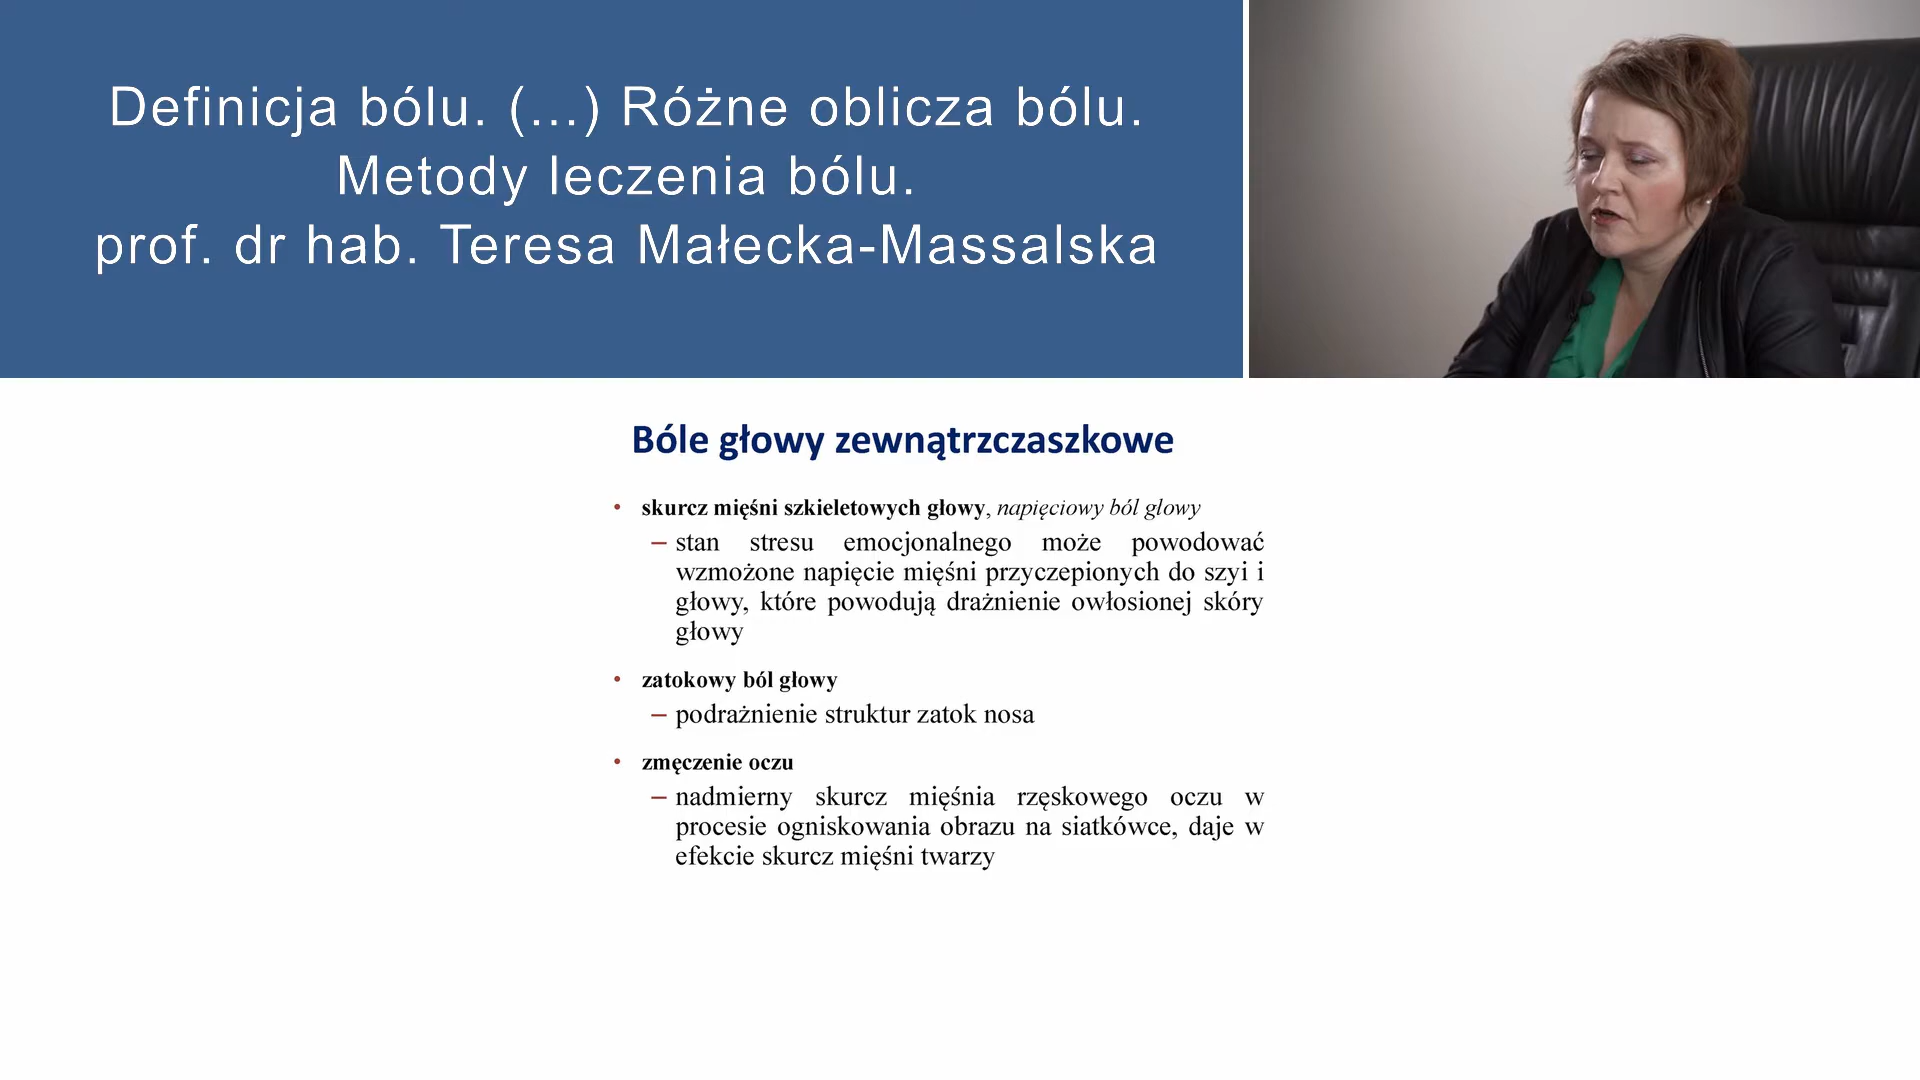 Definicja bólu. (...) Różne oblicza bólu.
Metody leczenia bólu.
prof. dr hab. Teresa Małecka-Massalska
Bóle głowy zewnątrzczaszkowe
• skurcz mięśni szkieletowych głowy, napięciowy ból glowy
– stan stresu emocjonalnego może powodować
wzmożone napięcie mięśni przyczepionych do szyi i
głowy, które powodują drażnienie owłosionej skóry
głowy
• zatokowy ból głowy
– podrażnienie struktur zatok nosa
• zmęczenie oczu
– nadmierny skurcz mięśnia rzęskowego oczu w
procesie ogniskowania obrazu na siatkówce, daje w
efekcie skurcz mięśni twarzy